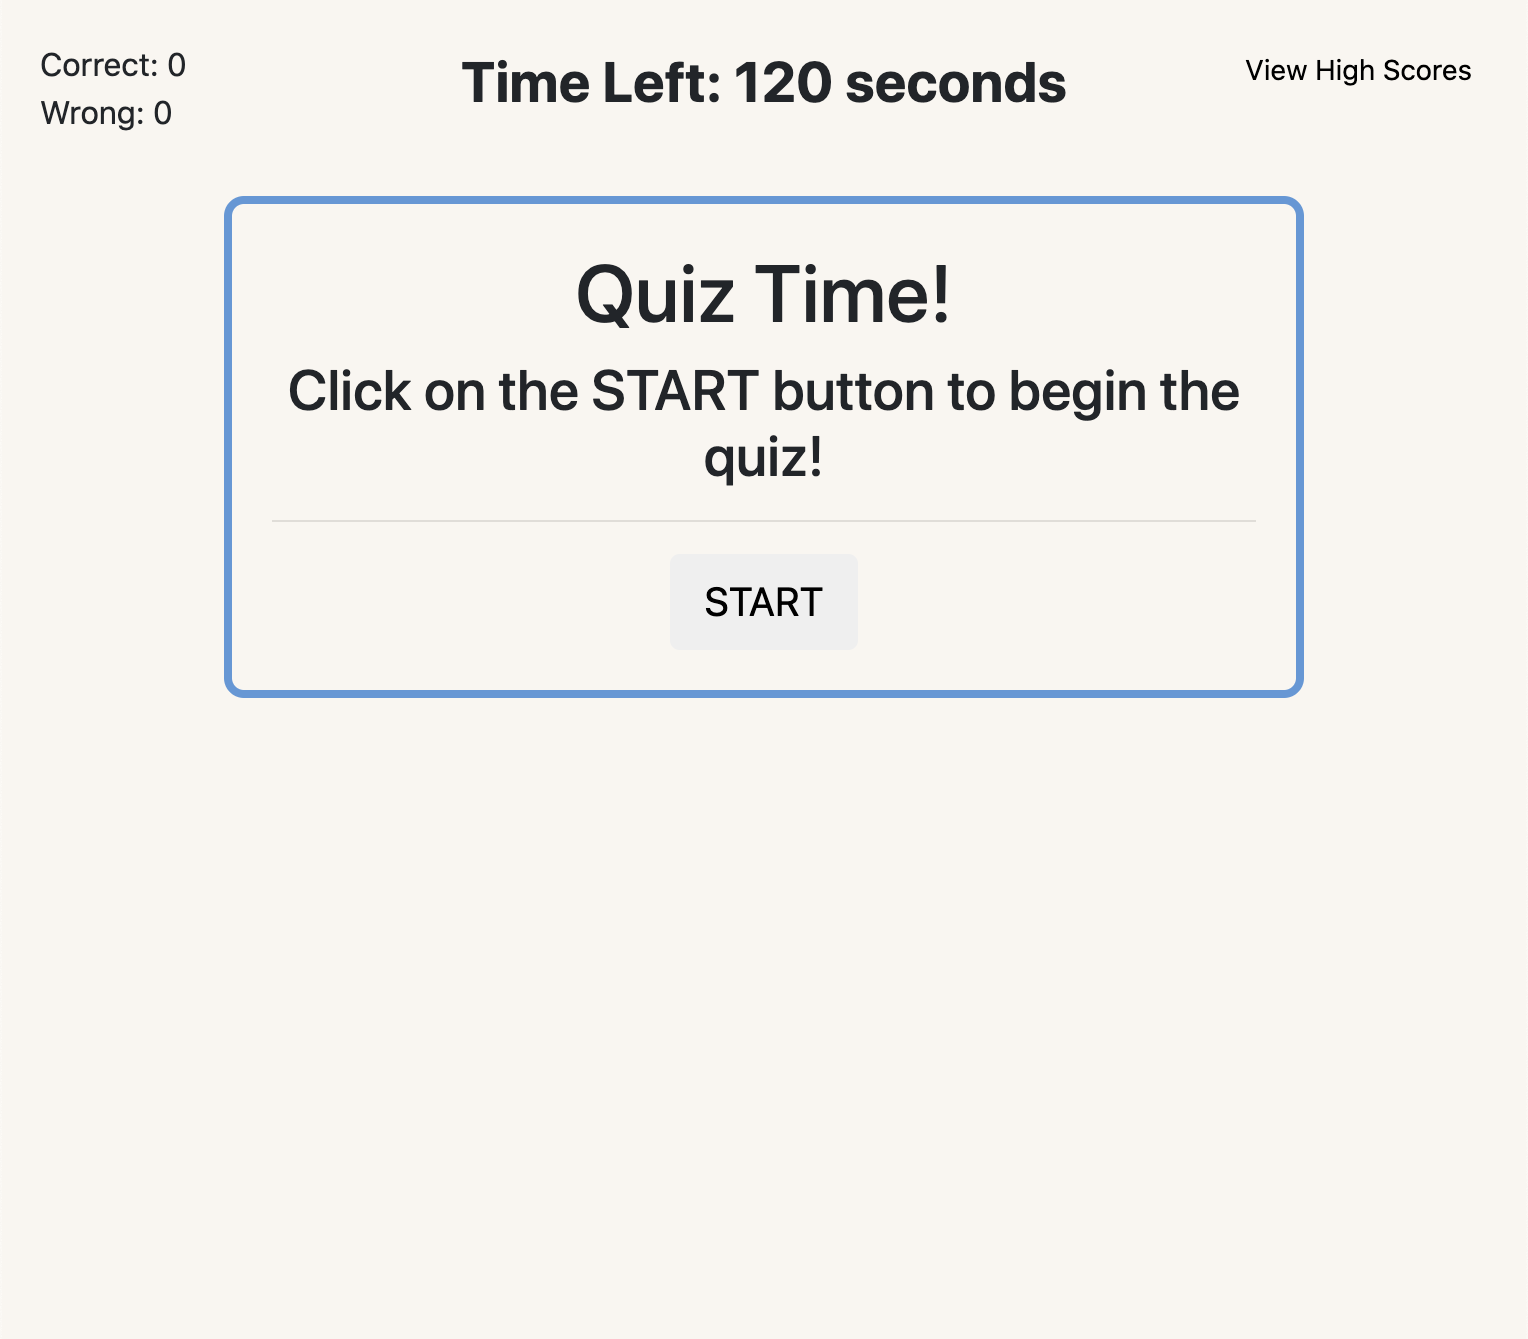 Correct: 0
Wrong: 0
Time Left: 120 seconds
View High Scores
Quiz Time!
Click on the START button to begin the
quiz!
START